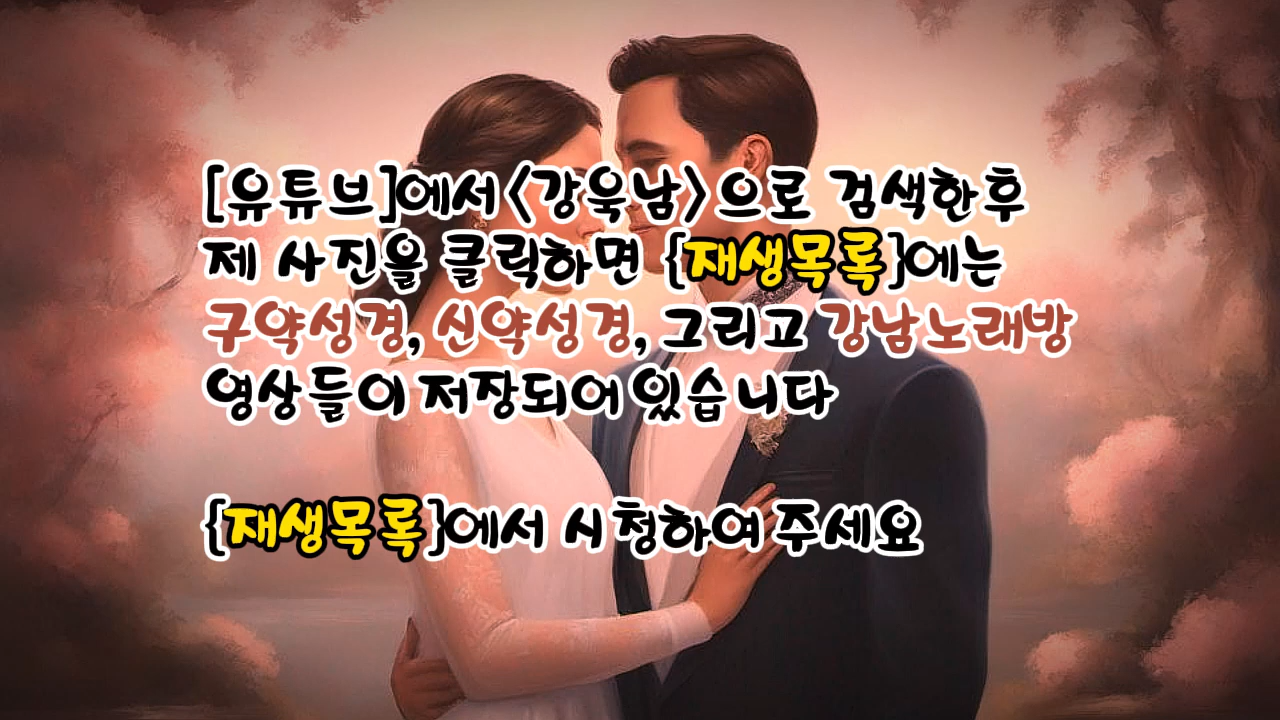 [유튜브]에서<강욱남>으로 검색한후
제 사진을 클릭하면 {재생목록}에는
구약성경, 신약성경, 그리고 강남노래방
영상들이 저장되어 있습니다
{재생목록}에서 시청하여 주세요